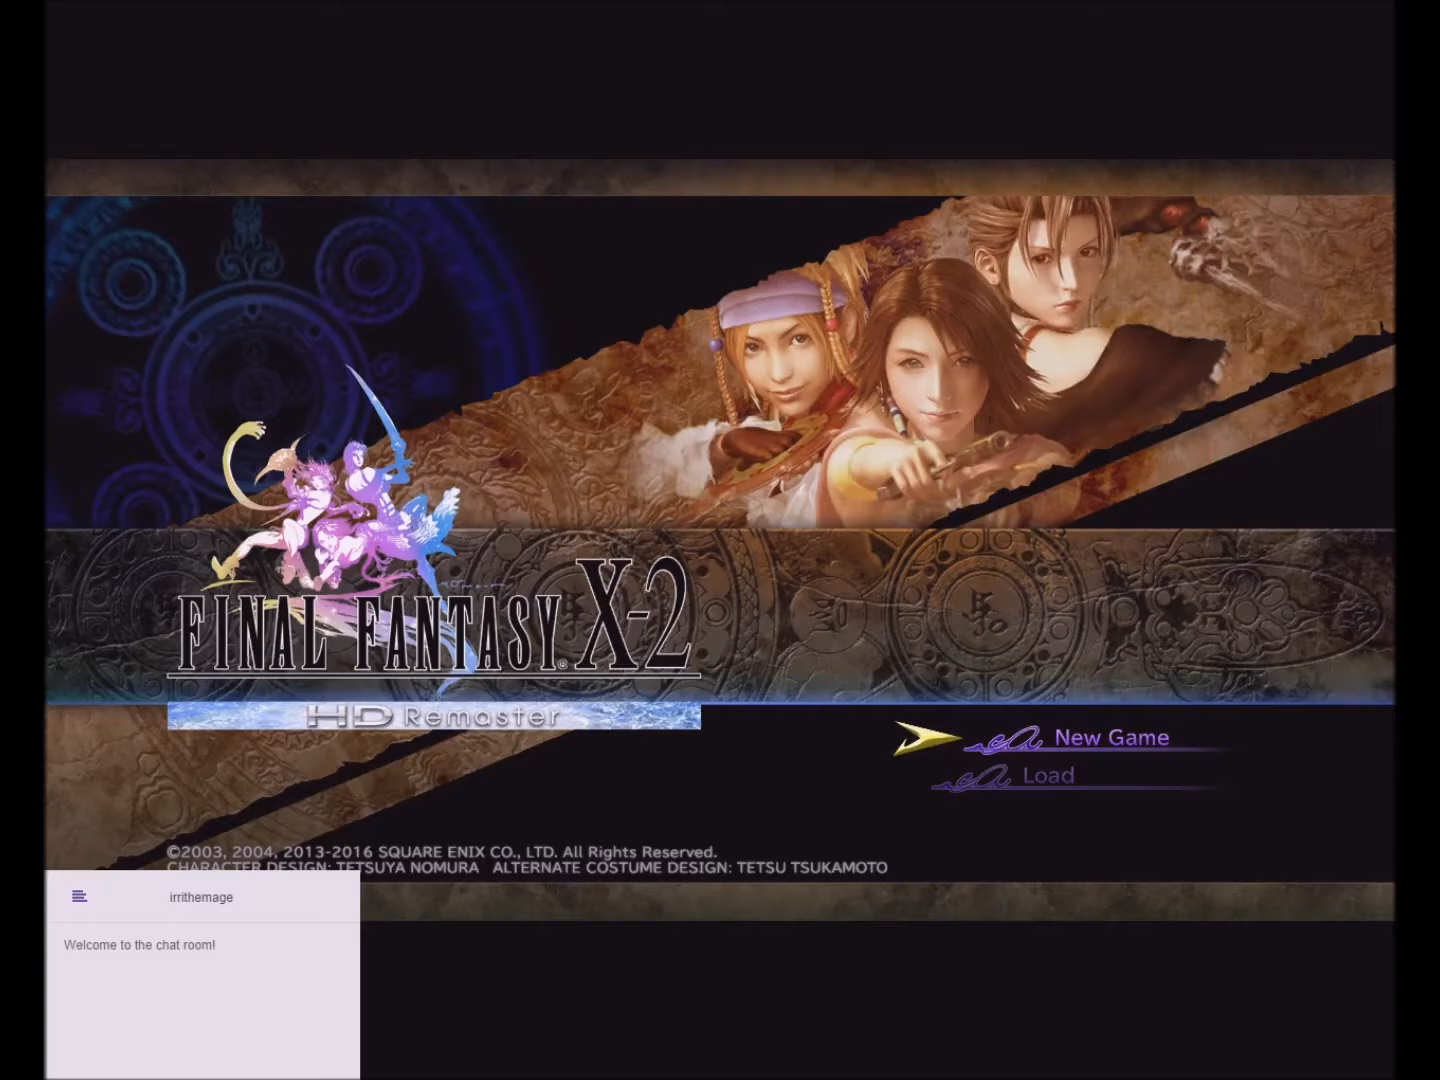 FINAL FANTASY® X-2
HD Remaster
New Game
Load
©2003, 2004, 2013-2016 SQUARE ENIX CO., LTD. All Rights Reserved.
CHARACTER DESIGN: TETSUYA NOMURA ALTERNATE COSTUME DESIGN: TETSU TSUKAMOTO
irrithemage
Welcome to the chat room!